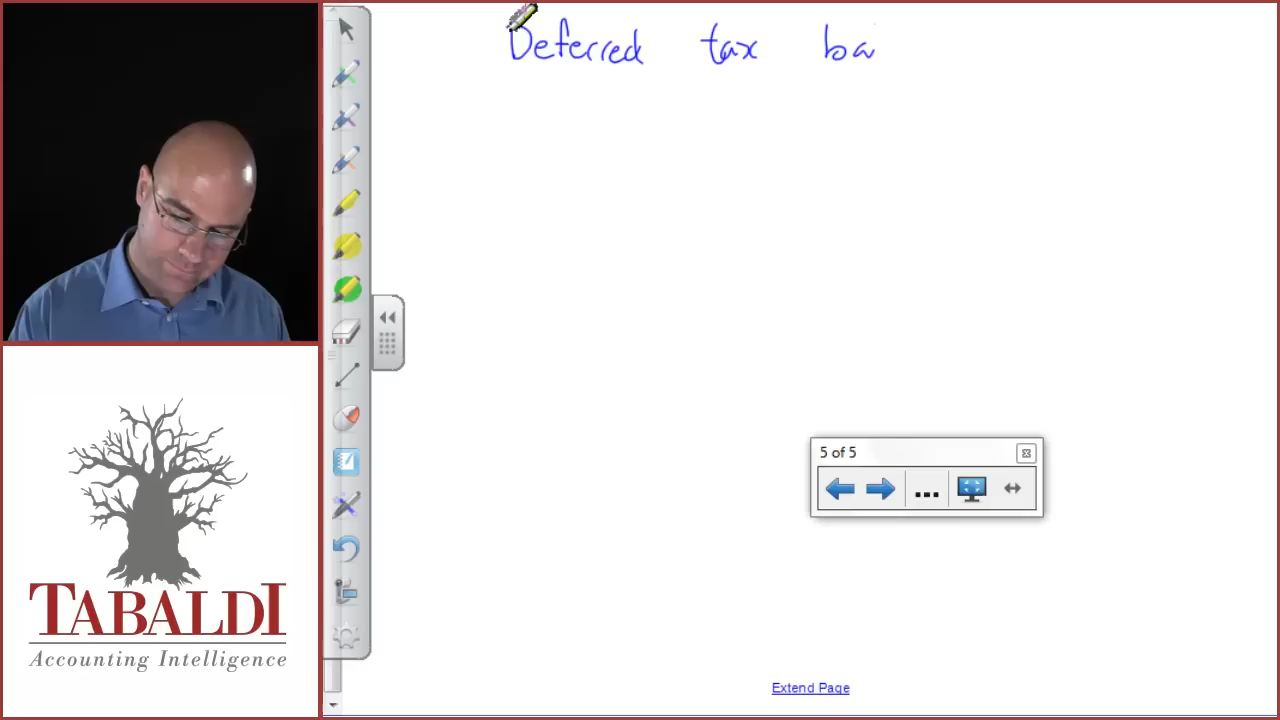 Deferred tax ba
5 of 5
...
TABALDI
Accounting Intelligence
Extend Page